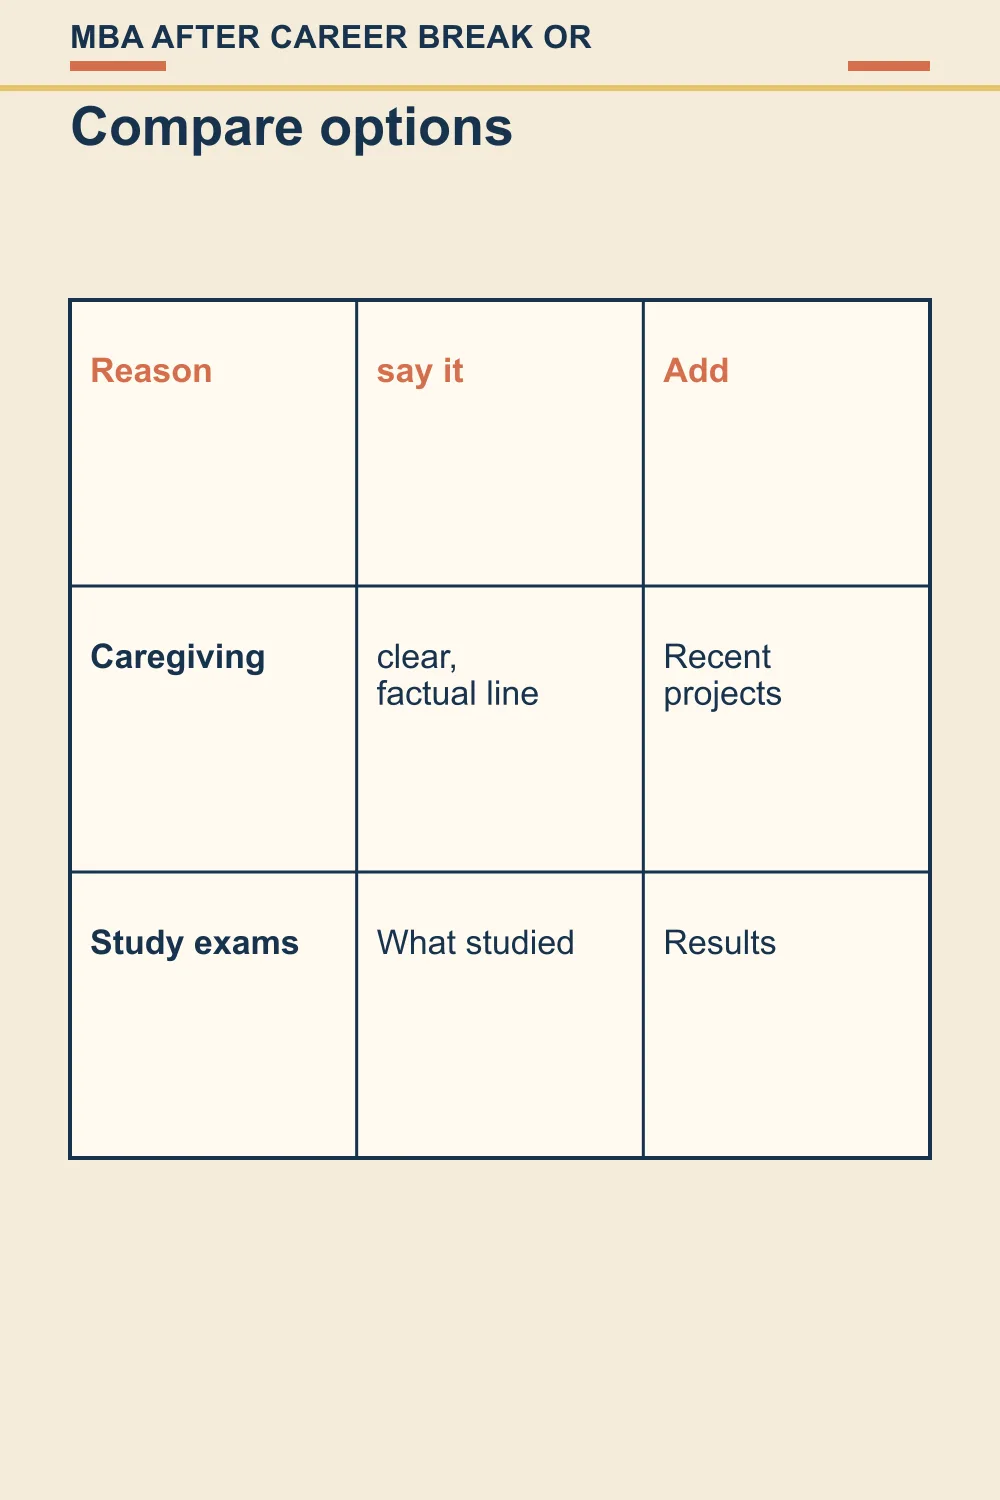 MBA AFTER CAREER BREAK OR
Compare options
Reason
say it
Add
Caregiving
clear,
factual line
Recent
projects
Study exams
What studied
Results